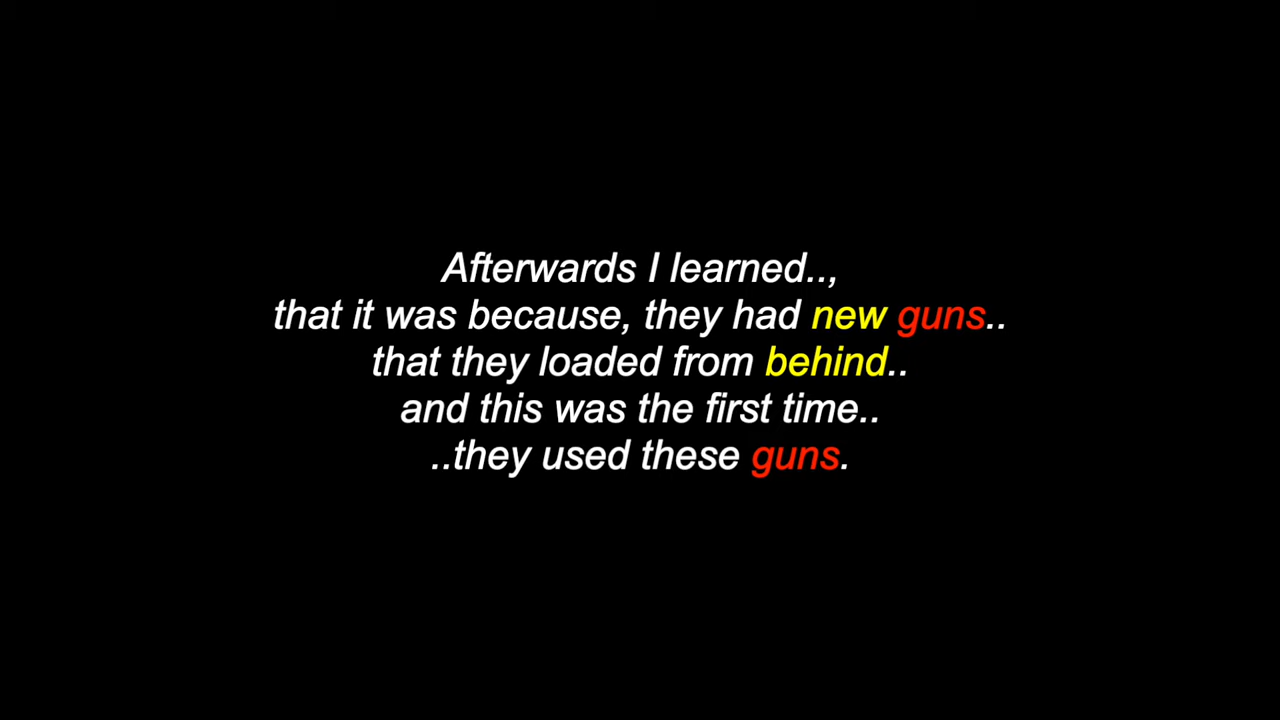 Afterwards I learned..,
that it was because, they had new guns..
that they loaded from behind..
and this was the first time..
..they used these guns.